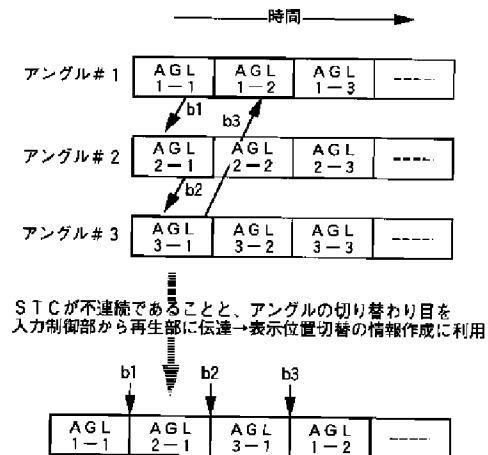 時間
アングル#1 AGL 1-1 AGL 1-2 AGL 1-3 -----
b1 b3
アングル#2 AGL 2-1 AGL 2-2 AGL 2-3 -----
b2
アングル#3 AGL 3-1 AGL 3-2 AGL 3-3 -----
STCが不連続であることと、アングルの切り替わり目を
入力制御部から再生部に伝達→表示位置切替の情報作成に利用
b1 b2 b3
AGL 1-1 AGL 2-1 AGL 3-1 AGL 1-2 -----